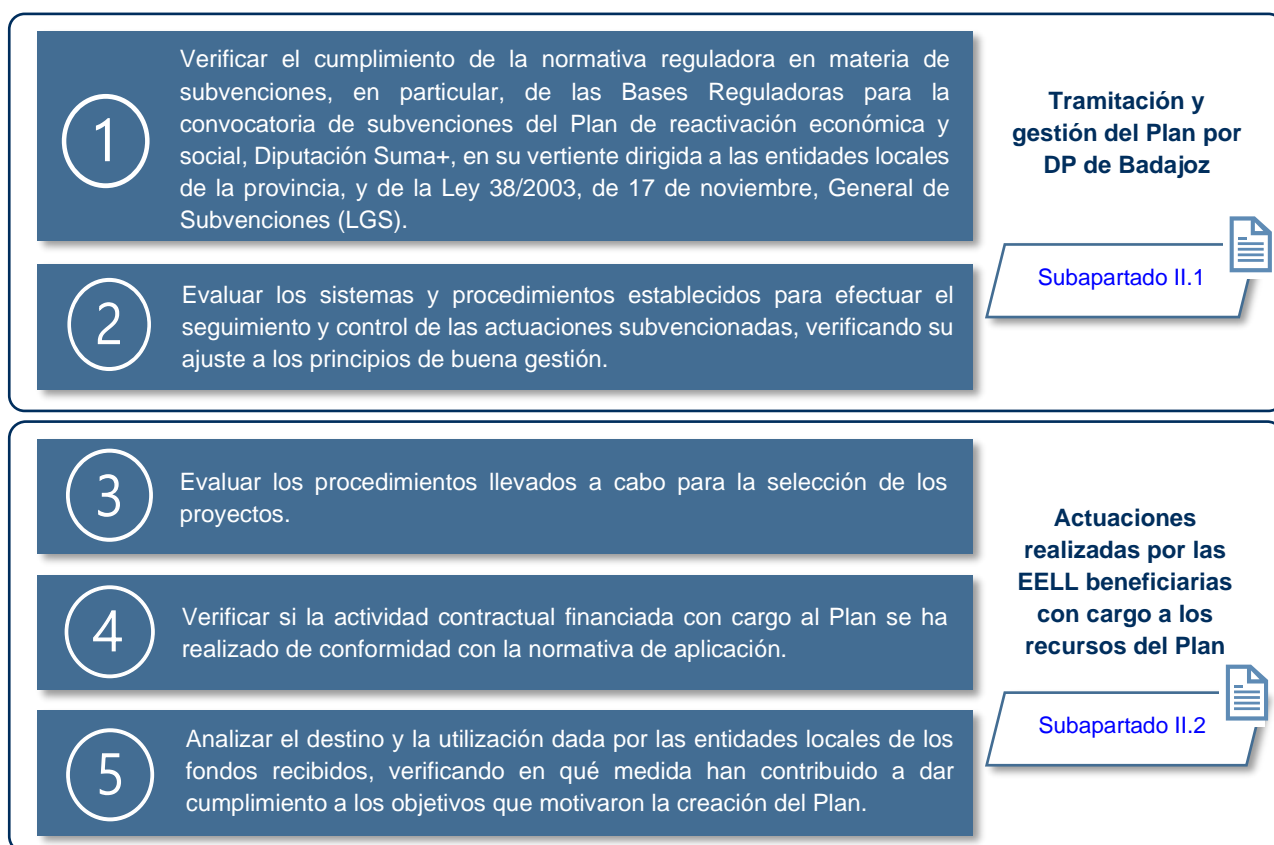 1
Verificar el cumplimiento de la normativa reguladora en materia de
subvenciones, en particular, de las Bases Reguladoras para la
convocatoria de subvenciones del Plan de reactivación económica y
social, Diputación Suma+, en su vertiente dirigida a las entidades locales
de la provincia, y de la Ley 38/2003, de 17 de noviembre, General de
Subvenciones (LGS).
2
Evaluar los sistemas y procedimientos establecidos para efectuar el
seguimiento y control de las actuaciones subvencionadas, verificando su
ajuste a los principios de buena gestión.
Tramitación y
gestión del Plan por
DP de Badajoz
Subapartado II.1
3
Evaluar los procedimientos llevados a cabo para la selección de los
proyectos.
4
Verificar si la actividad contractual financiada con cargo al Plan se ha
realizado de conformidad con la normativa de aplicación.
5
Analizar el destino y la utilización dada por las entidades locales de los
fondos recibidos, verificando en qué medida han contribuido a dar
cumplimiento a los objetivos que motivaron la creación del Plan.
Actuaciones
realizadas por las
EELL beneficiarias
con cargo a los
recursos del Plan
Subapartado II.2